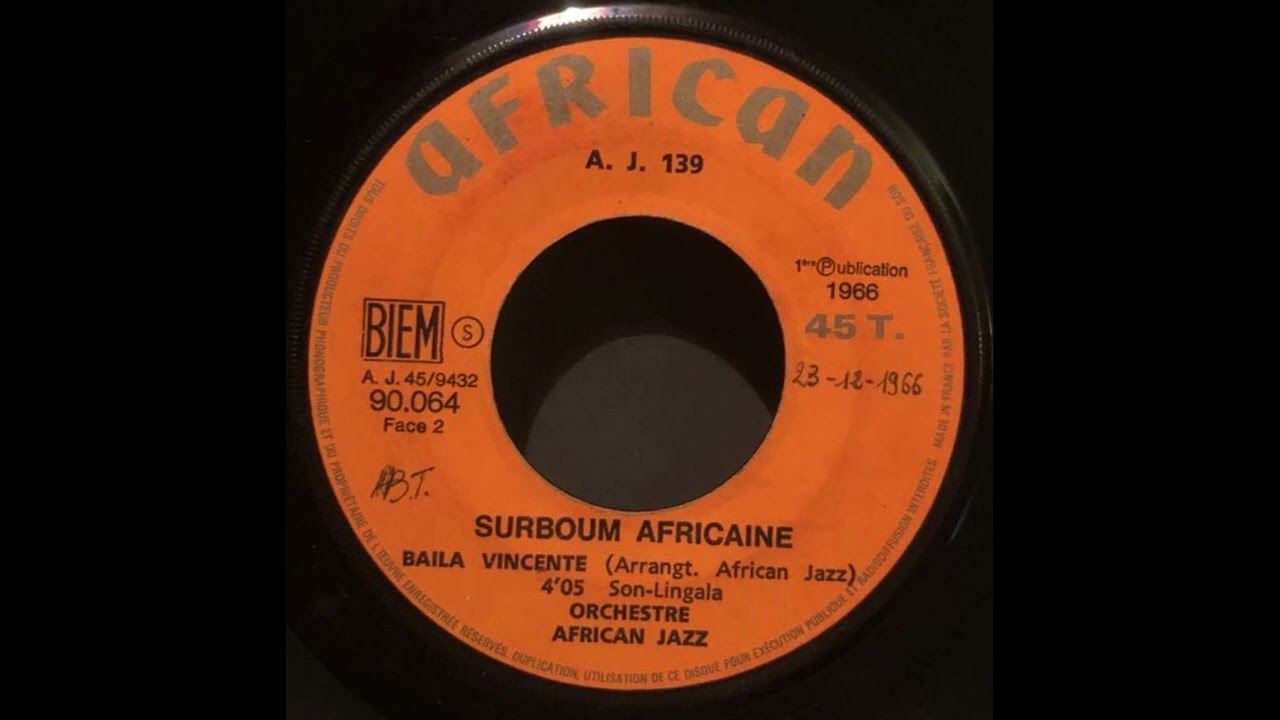 AFRICAN
A. J. 139
1ère Ⓟublication
1966
45 T.
23-12-1966
BIEM Ⓢ
A. J. 45/9432
90.064
Face 2
A.B.T.
SURBOUM AFRICAINE
BAILA VINCENTE (Arrangt. African Jazz)
4'05 Son-Lingala
ORCHESTRE
AFRICAN JAZZ
TOUS DROITS DU PRODUCTEUR PHONOGRAPHIQUE ET DU PROPRIÉTAIRE DE L'ŒUVRE ENREGISTRÉE RÉSERVÉS. DUPLICATION, UTILISATION DE CE DISQUE POUR EXÉCUTION PUBLIQUE ET RADIODIFFUSION INTERDITES. MADE IN FRANCE PAR LA SOCIÉTÉ FRANÇAISE DU SON